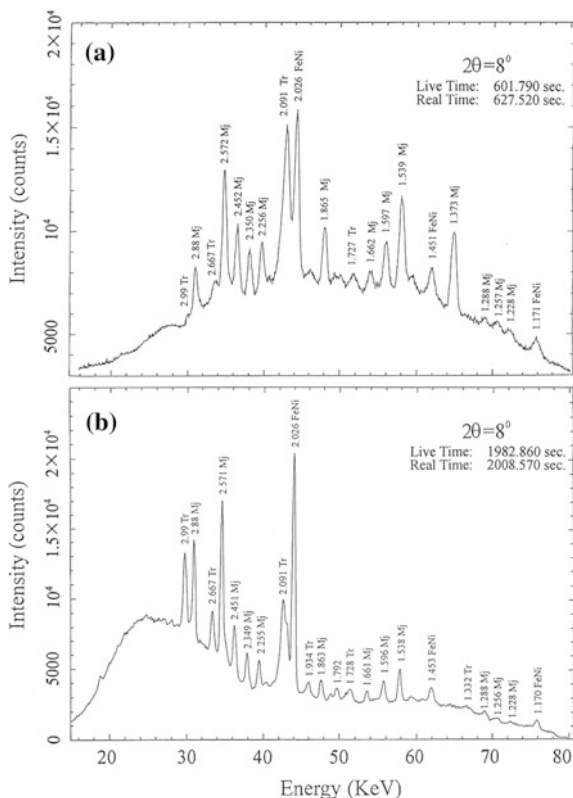 (a)
2θ=8°
Live Time: 601.790 sec.
Real Time: 627.520 sec.
Intensity (counts)
5000
10⁴
1.5×10⁴
2×10⁴
2.99 Tr
2.88 Mj
2.667 Tr
2.572 Mj
2.452 Mj
2.350 Mj
2.256 Mj
2.091 Tr
2.026 FeNi
1.865 Mj
1.727 Tr
1.662 Mj
1.597 Mj
1.539 Mj
1.451 FeNi
1.373 Mj
1.288 Mj
1.257 Mj
1.228 Mj
1.171 FeNi
(b)
2θ=8°
Live Time: 1982.860 sec.
Real Time: 2008.570 sec.
Intensity (counts)
0
5000
10⁴
1.5×10⁴
2×10⁴
2.99 Tr
2.88 Mj
2.667 Tr
2.571 Mj
2.451 Mj
2.349 Mj
2.255 Mj
2.091 Tr
2.026 FeNi
1.934 Tr
1.863 Mj
1.792
1.728 Tr
1.661 Mj
1.596 Mj
1.538 Mj
1.453 FeNi
1.332 Tr
1.288 Mj
1.256 Mj
1.228 Mj
1.170 FeNi
20 30 40 50 60 70 80
Energy (KeV)